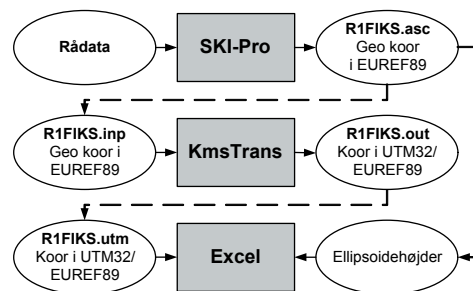 Rådata
SKI-Pro
R1FIKS.asc
Geo koor
i EUREF89
R1FIKS.inp
Geo koor i
EUREF89
KmsTrans
R1FIKS.out
Koor i UTM32/
EUREF89
R1FIKS.utm
Koor i UTM32/
EUREF89
Excel
Ellipsoidehøjder